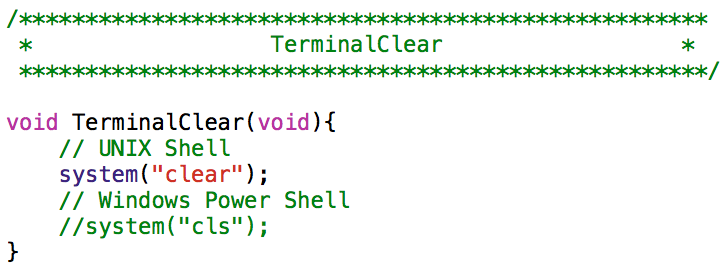 /****************************************************
 *                  TerminalClear                  *
 ****************************************************/
void TerminalClear(void){
    // UNIX Shell
    system("clear");
    // Windows Power Shell
    //system("cls");
}